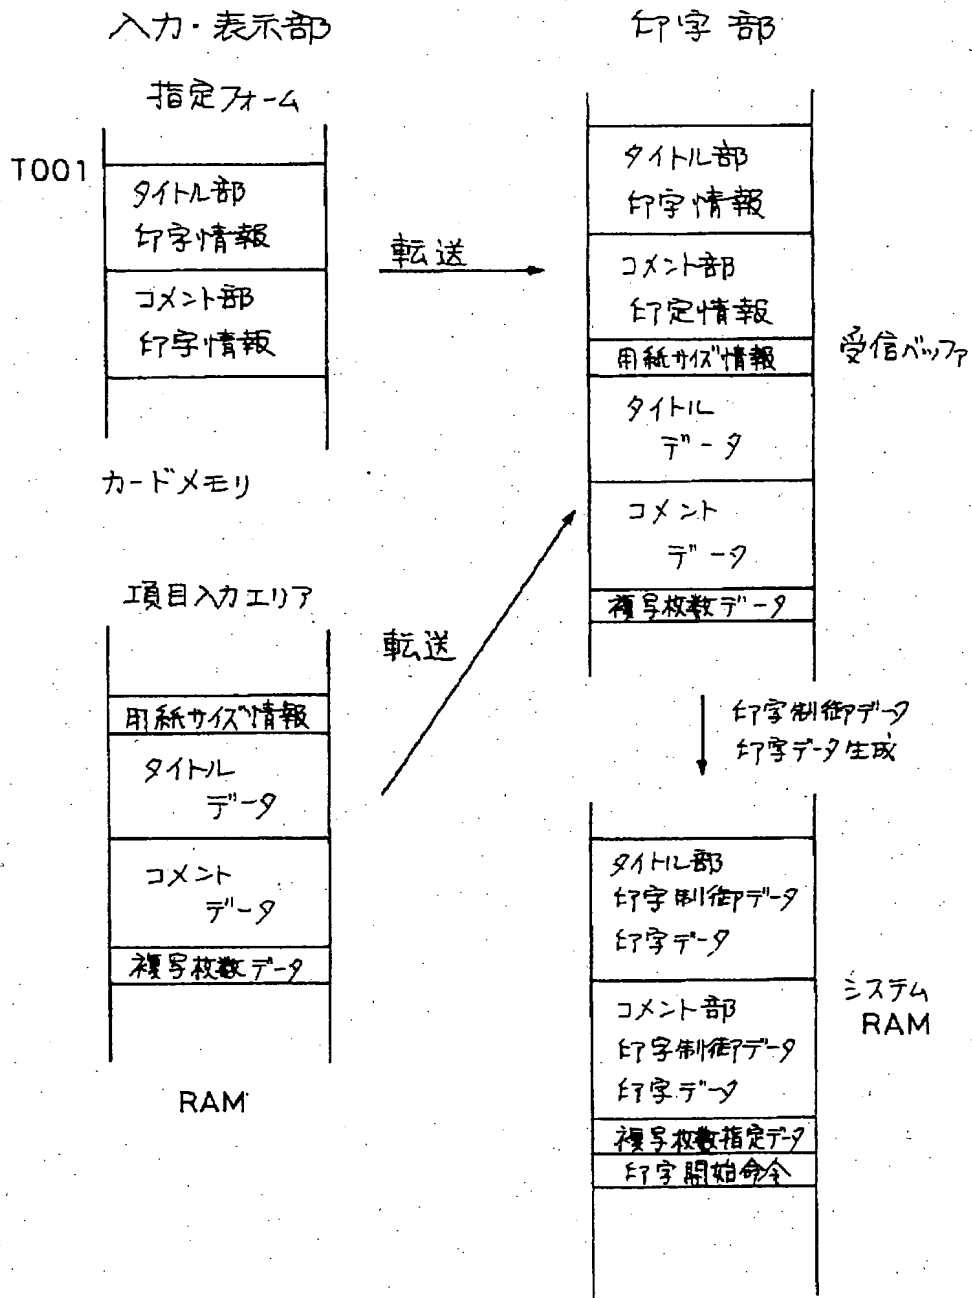 入力・表示部
指定フォーム
T001
タイトル部
印字情報
コメント部
印字情報
カードメモリ
転送
項目入力エリア
用紙サイズ情報
タイトル
データ
コメント
データ
複写枚数データ
RAM
転送
印字部
タイトル部
印字情報
コメント部
印定情報
用紙サイズ情報
タイトル
データ
コメント
データ
複写枚数データ
受信バッファ
印字制御データ
印字データ生成
タイトル部
印字制御データ
印字データ
コメント部
印字制御データ
印字データ
複写枚数指定データ
印字開始命令
システム
RAM